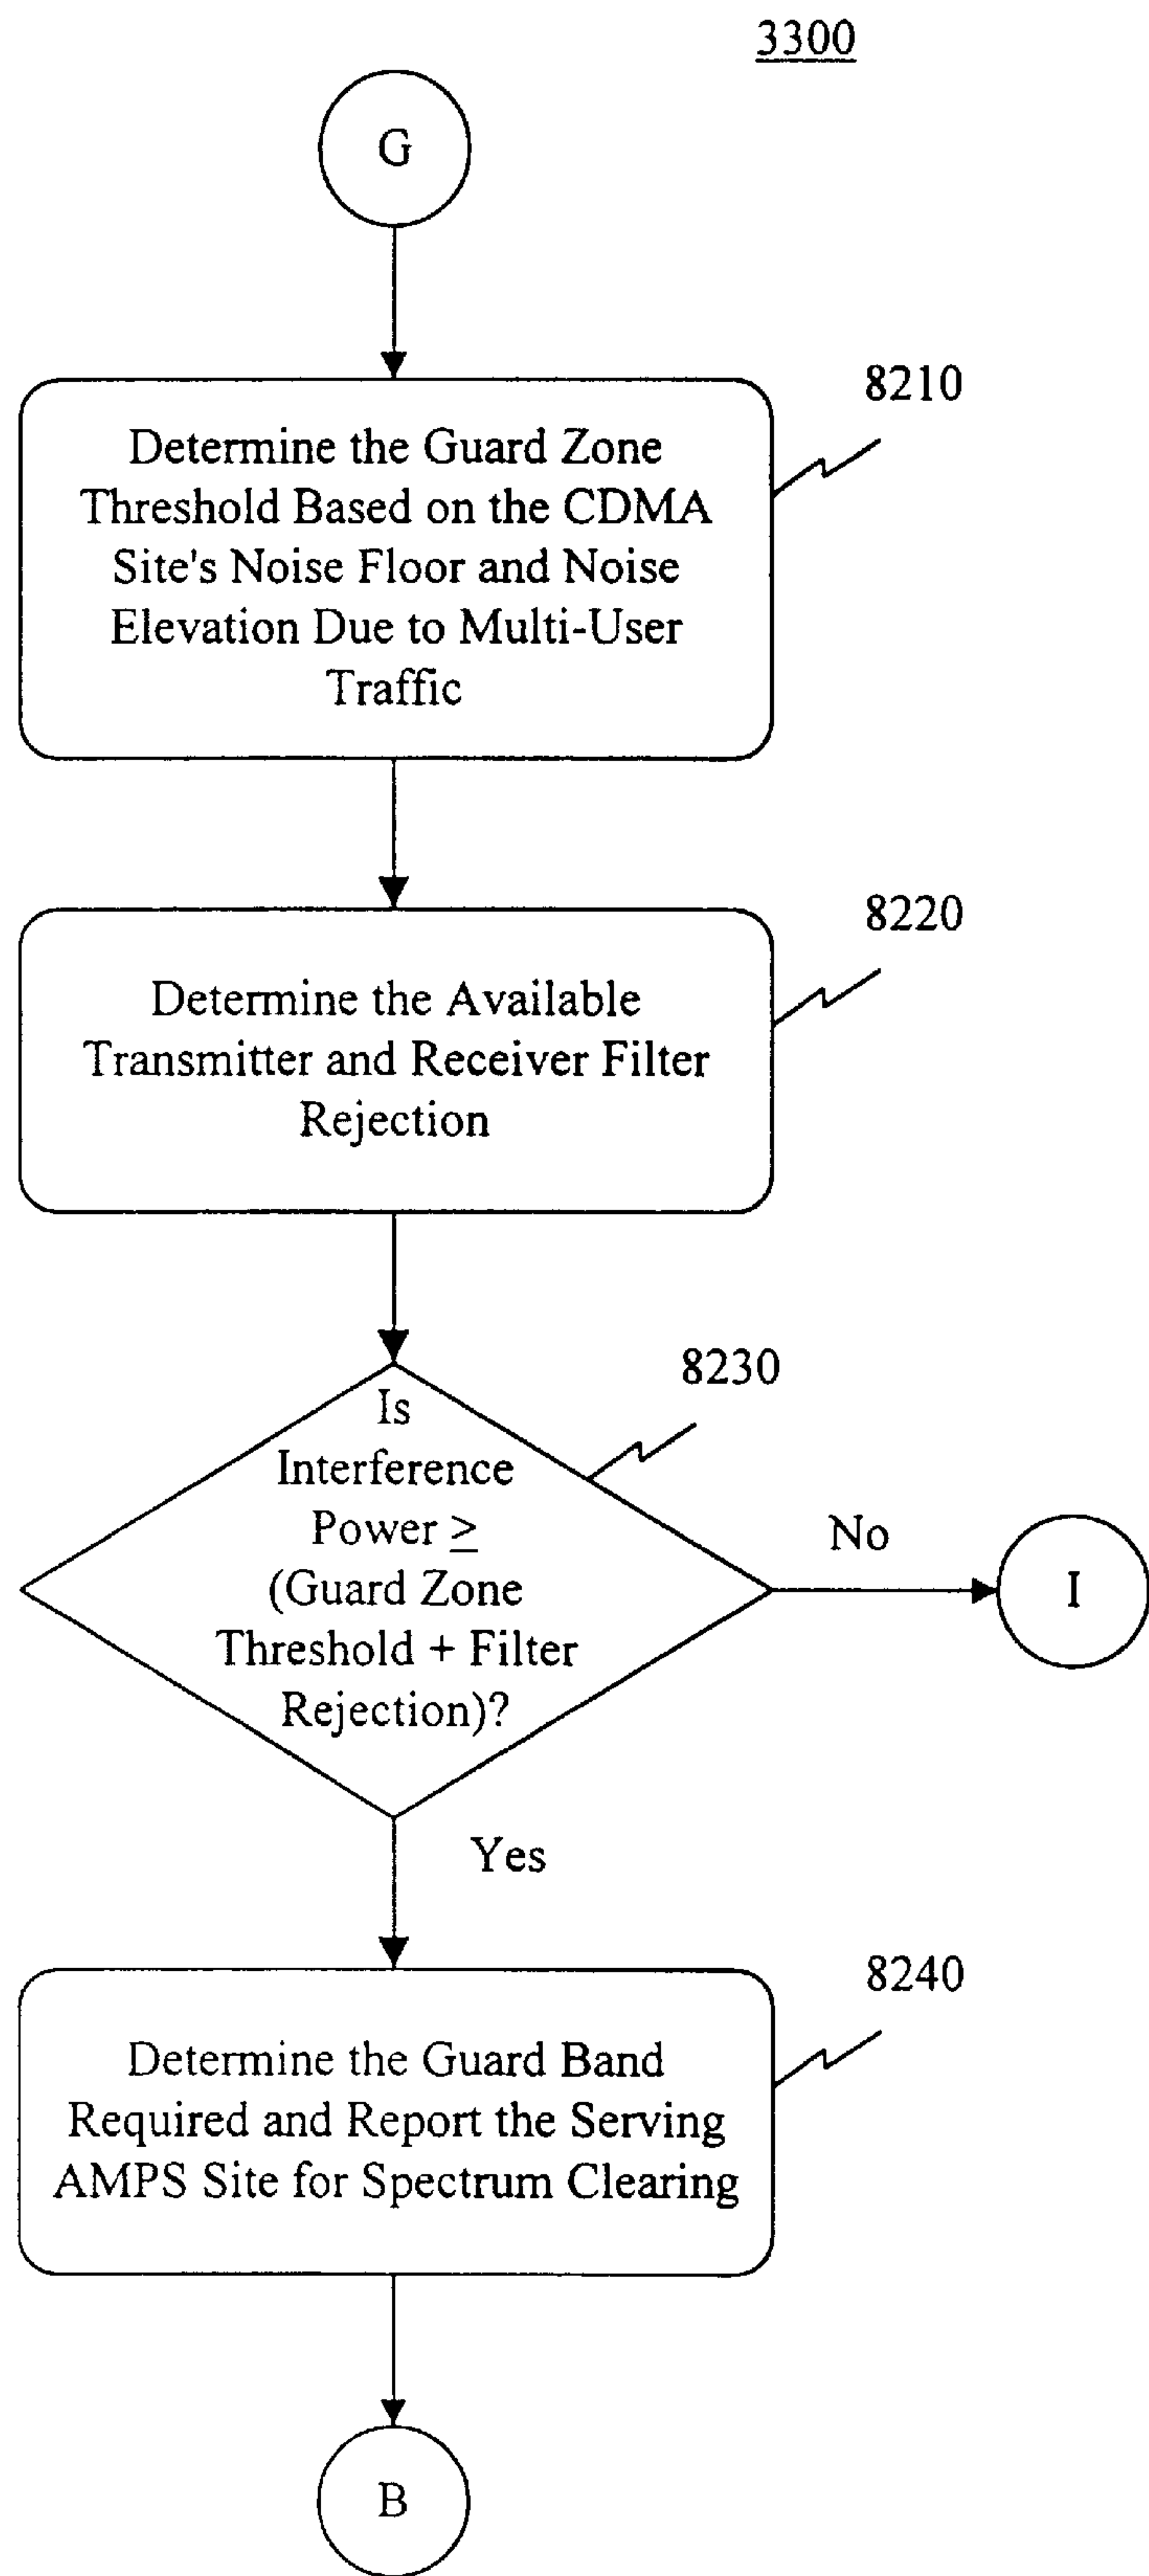 3300
G
8210
Determine the Guard Zone
Threshold Based on the CDMA
Site's Noise Floor and Noise
Elevation Due to Multi-User
Traffic
8220
Determine the Available
Transmitter and Receiver Filter
Rejection
8230
Is
Interference
Power ≥
(Guard Zone
Threshold + Filter
Rejection)?
No
I
Yes
8240
Determine the Guard Band
Required and Report the Serving
AMPS Site for Spectrum Clearing
B